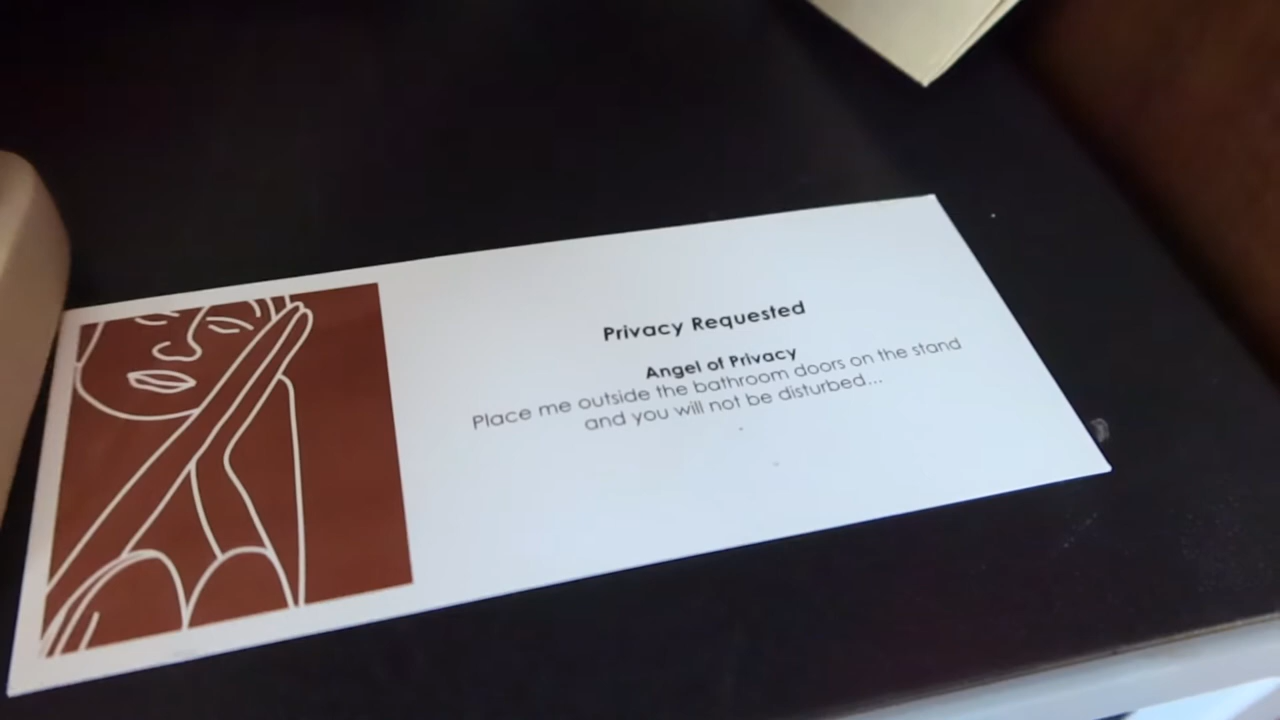 Privacy Requested
Angel of Privacy
Place me outside the bathroom doors on the stand
and you will not be disturbed...